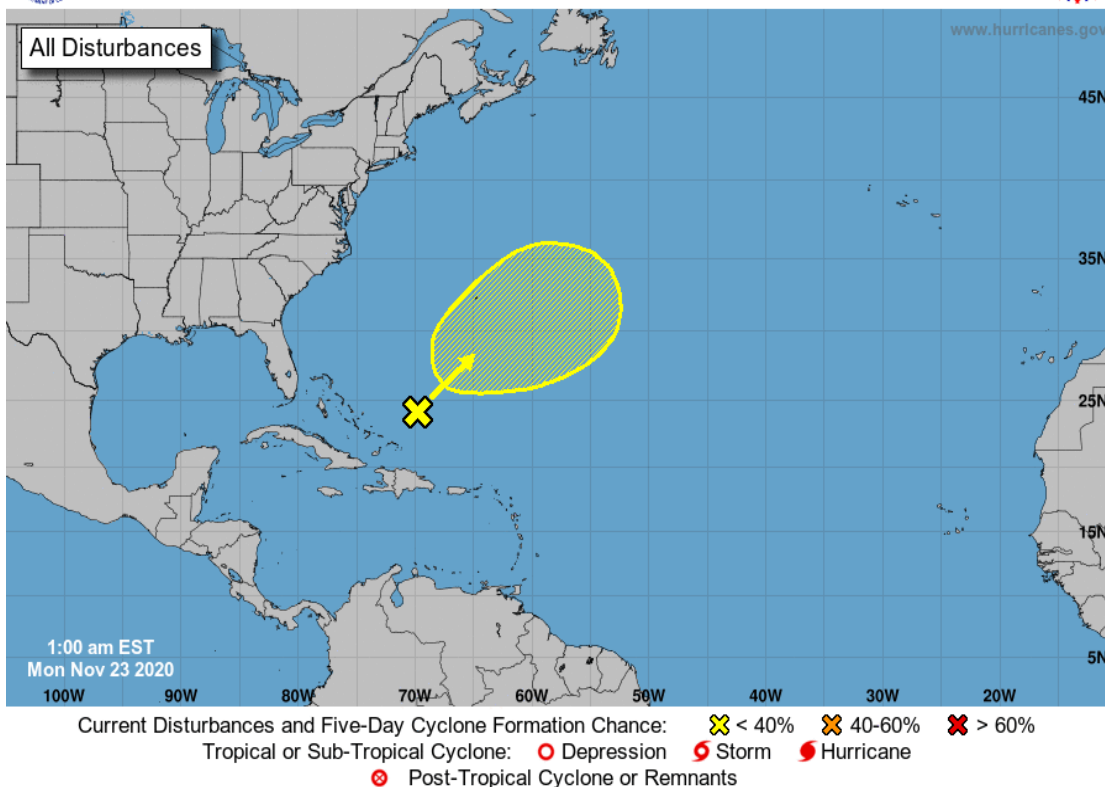 www.hurricanes.gov
All Disturbances
45N
35N
25N
15N
5N
1:00 am EST
Mon Nov 23 2020
100W 90W 80W 70W 60W 50W 40W 30W 20W
Current Disturbances and Five-Day Cyclone Formation Chance: < 40% 40-60% > 60%
Tropical or Sub-Tropical Cyclone: Depression Storm Hurricane
Post-Tropical Cyclone or Remnants